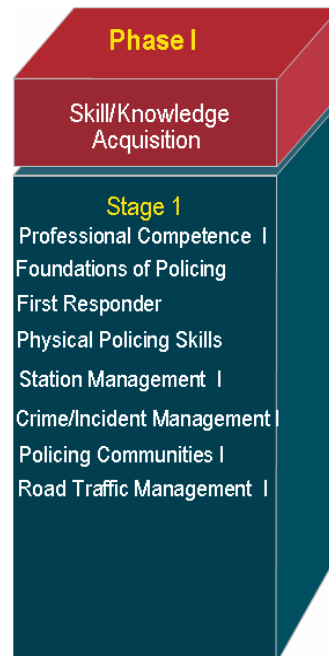 Phase I
Skill/Knowledge
Acquisition
Stage 1
Professional Competence I
Foundations of Policing
First Responder
Physical Policing Skills
Station Management I
Crime/Incident Management I
Policing Communities I
Road Traffic Management I